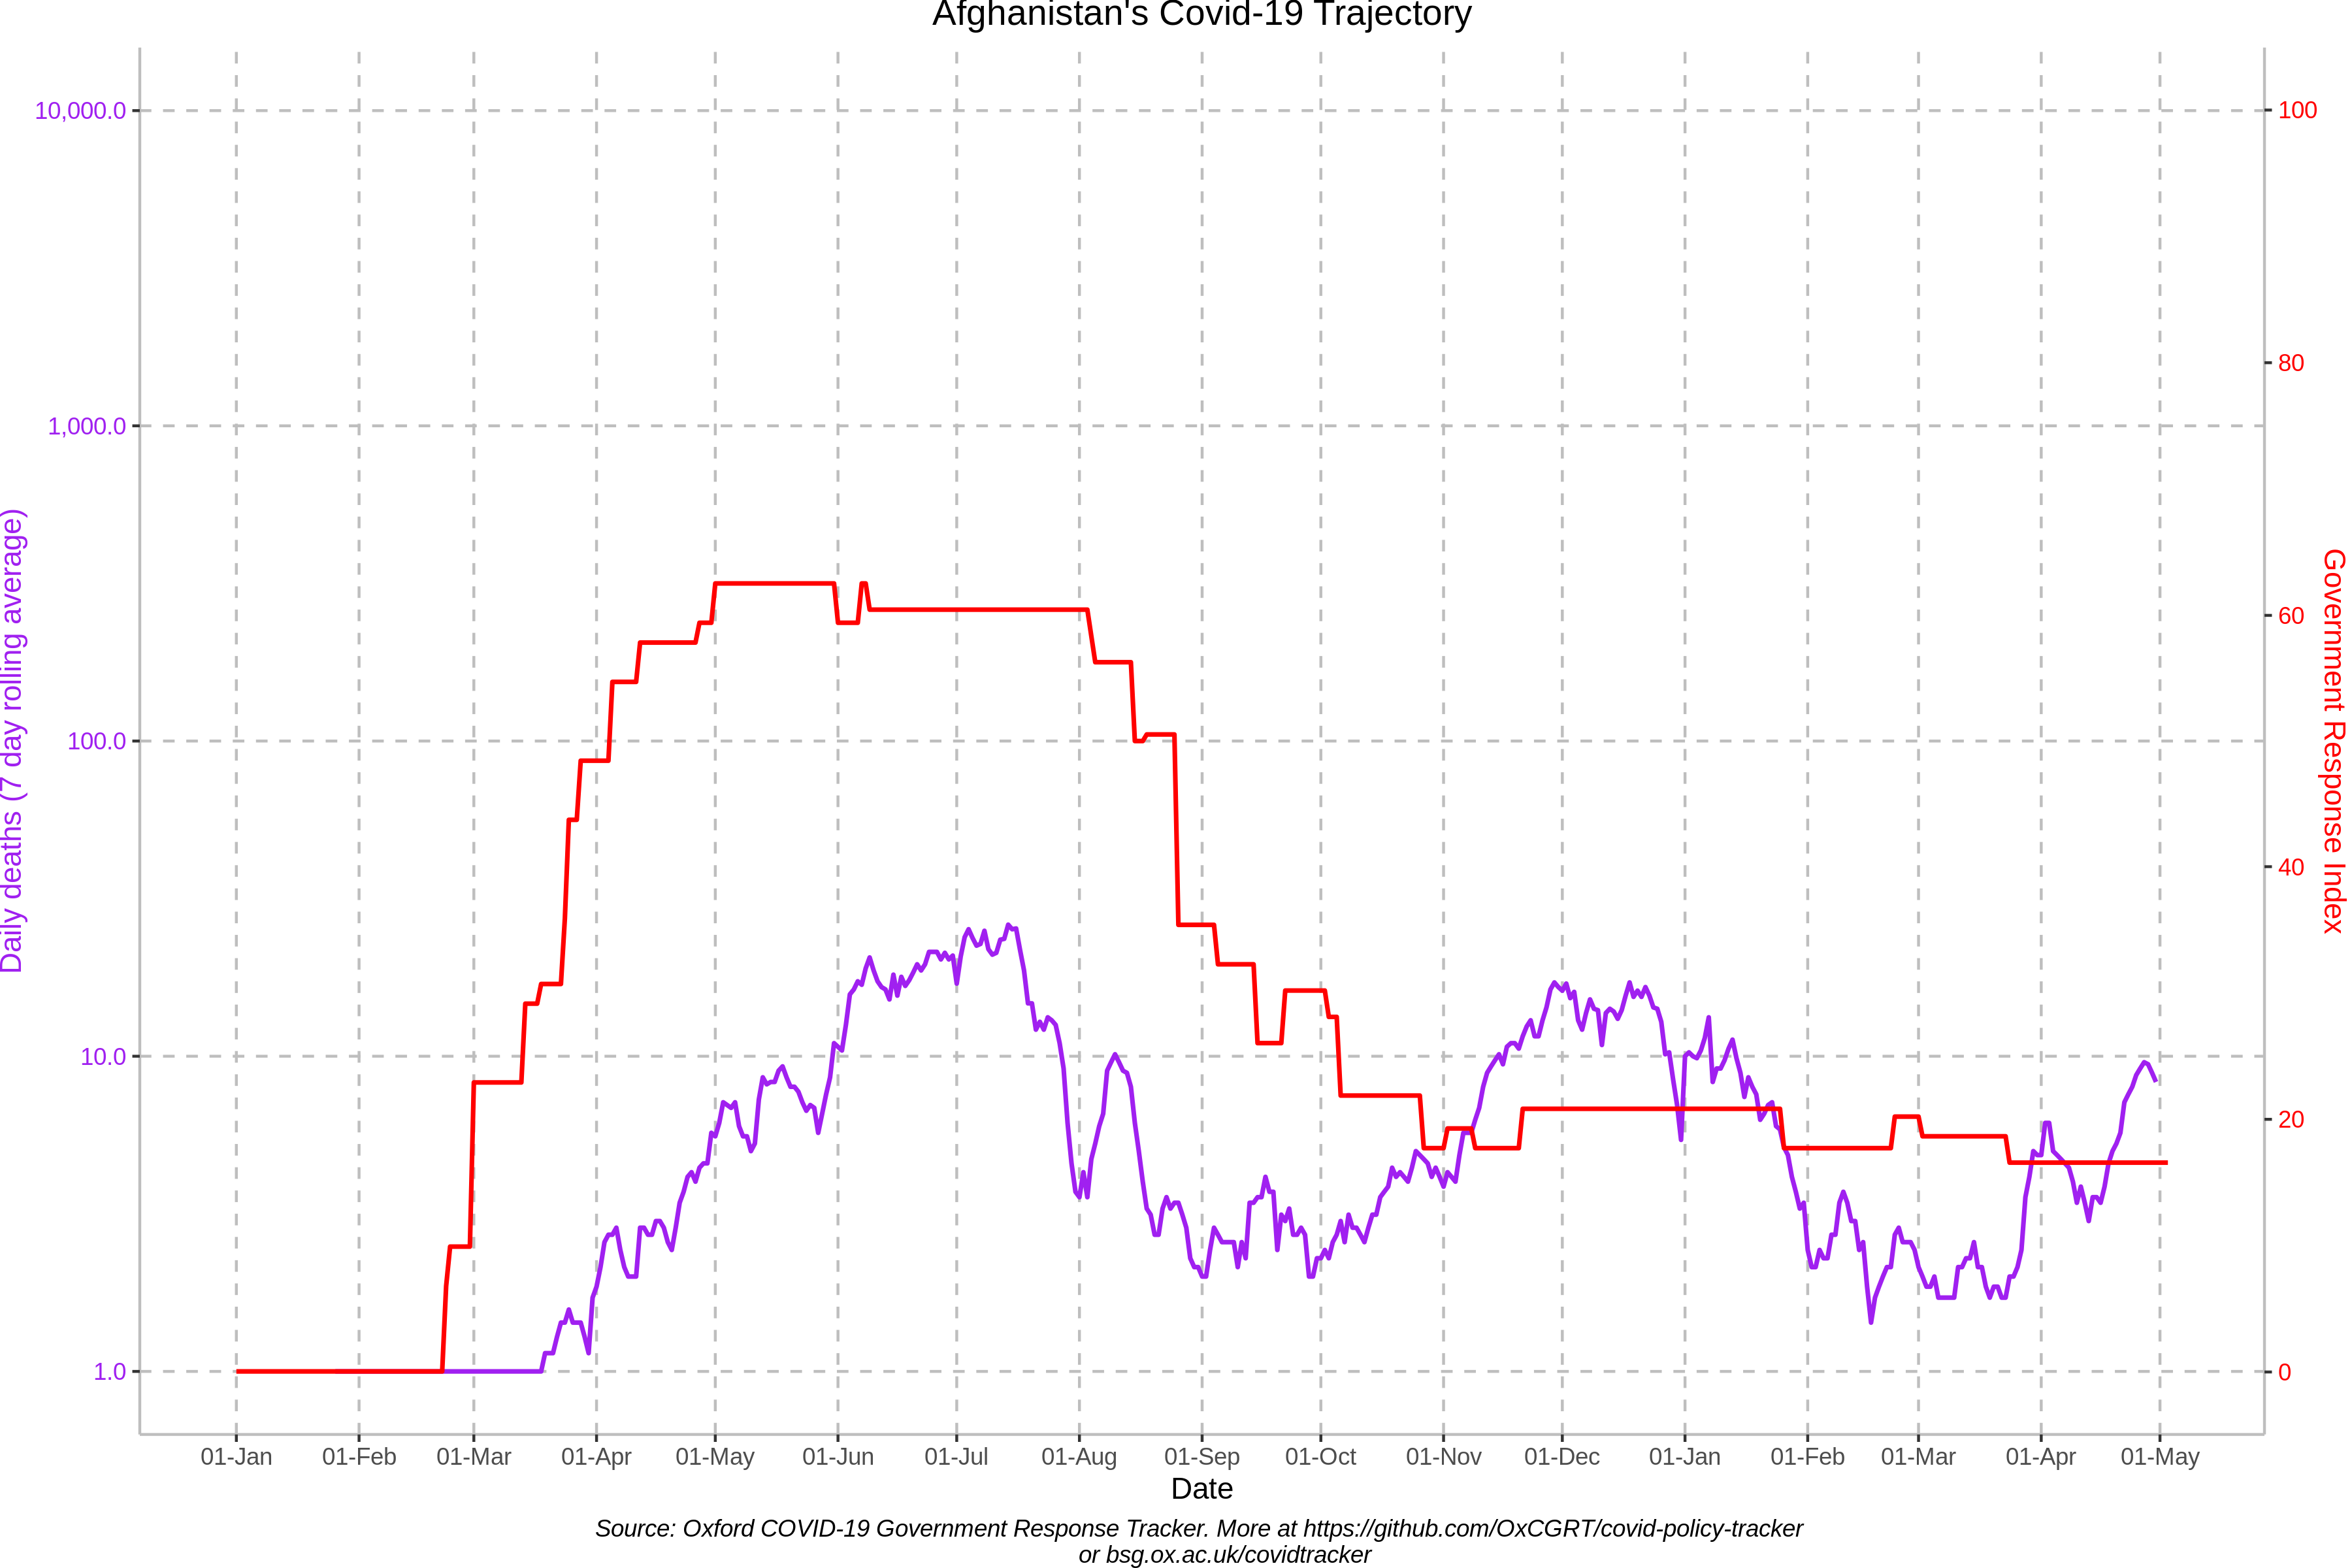 Afghanistan's Covid-19 Trajectory
10,000.0
1,000.0
100.0
10.0
1.0
Daily deaths (7 day rolling average)
100
80
60
40
20
0
Government Response Index
01-Jan 01-Feb 01-Mar 01-Apr 01-May 01-Jun 01-Jul 01-Aug 01-Sep 01-Oct 01-Nov 01-Dec 01-Jan 01-Feb 01-Mar 01-Apr 01-May
Date
Source: Oxford COVID-19 Government Response Tracker. More at https://github.com/OxCGRT/covid-policy-tracker
or bsg.ox.ac.uk/covidtracker